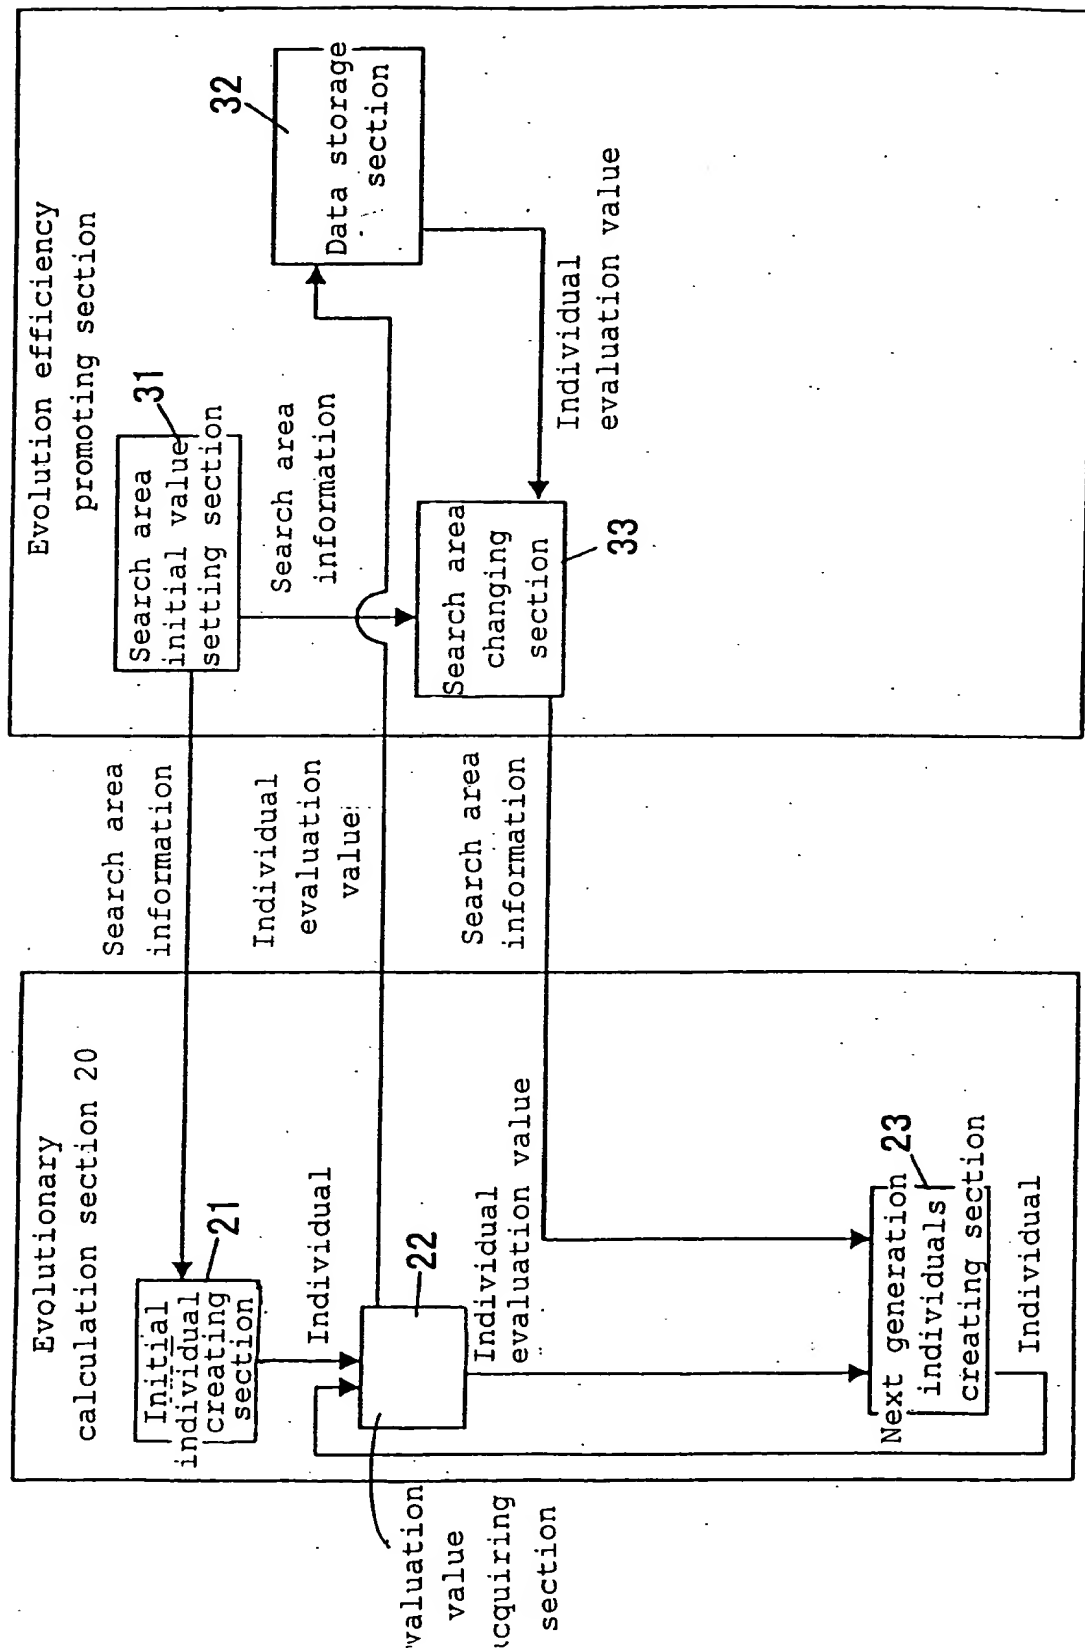 Evolutionary
calculation section 20
Initial
individual
creating
section
21
Individual
22
valuation
value
cquiring
section
Individual
evaluation value
Next generation
individuals
creating section
23
Individual
Search area
information
Individual
evaluation
value
Search area
information
Evolution efficiency
promoting section
Search area
initial value
setting section
31
Search area
information
32
Data storage
section
Search area
changing
section
33
Individual
evaluation value